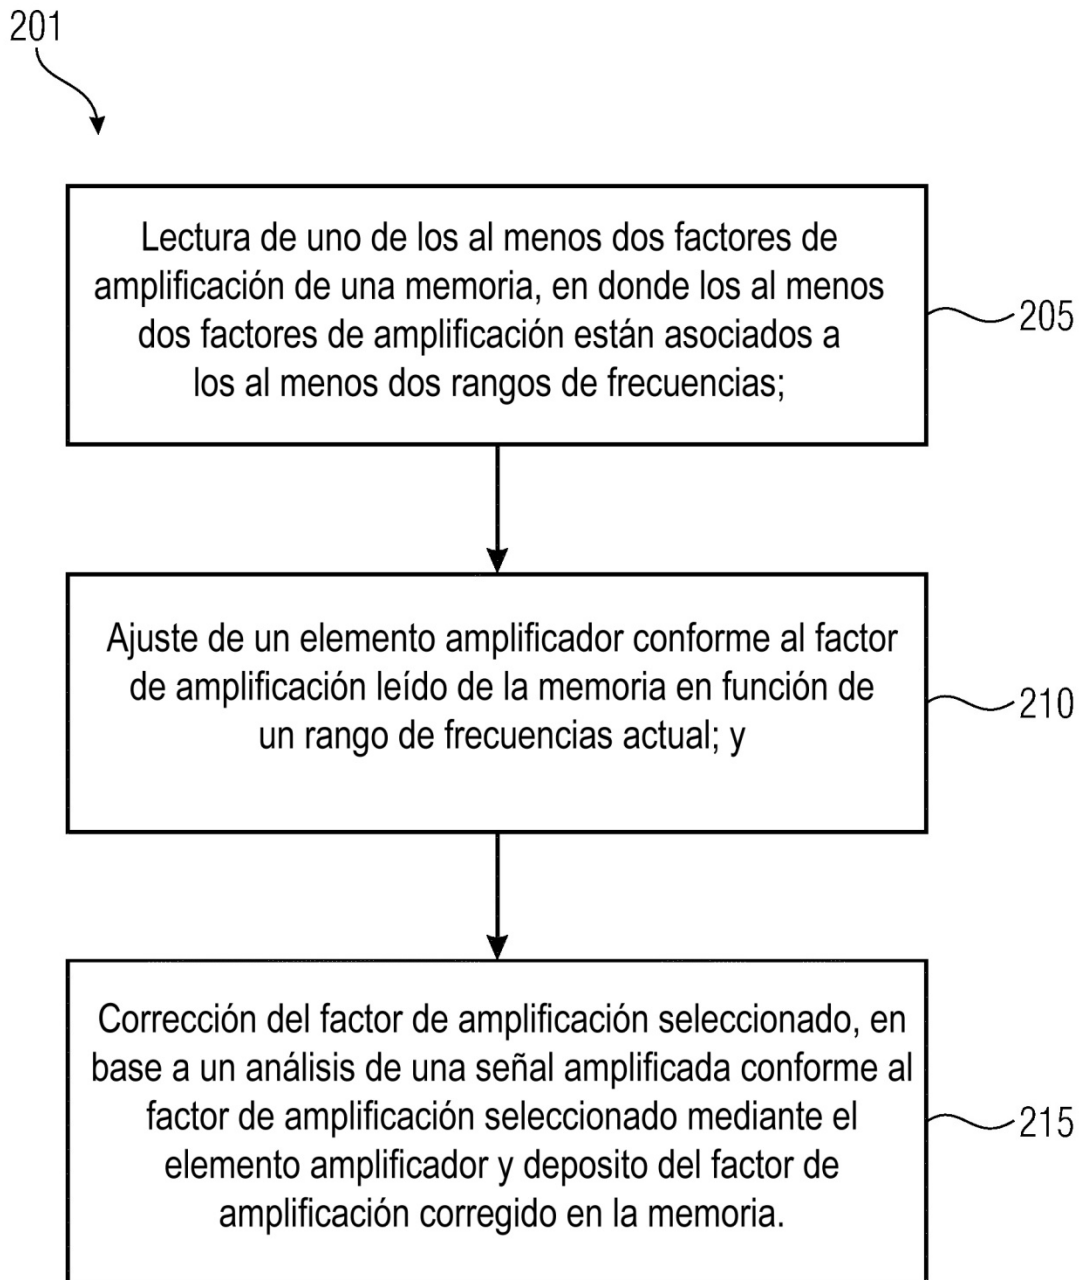 201
Lectura de uno de los al menos dos factores de
amplificación de una memoria, en donde los al menos
dos factores de amplificación están asociados a
los al menos dos rangos de frecuencias;
205
Ajuste de un elemento amplificador conforme al factor
de amplificación leído de la memoria en función de
un rango de frecuencias actual; y
210
Corrección del factor de amplificación seleccionado, en
base a un análisis de una señal amplificada conforme al
factor de amplificación seleccionado mediante el
elemento amplificador y deposito del factor de
amplificación corregido en la memoria.
215